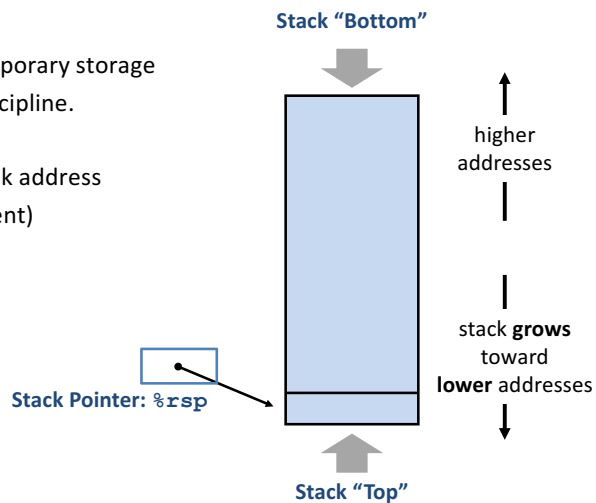 Stack “Bottom”
porary storage
cipline.
k address
ent)
higher
addresses
stack grows
toward
lower addresses
Stack Pointer: %rsp
Stack “Top”